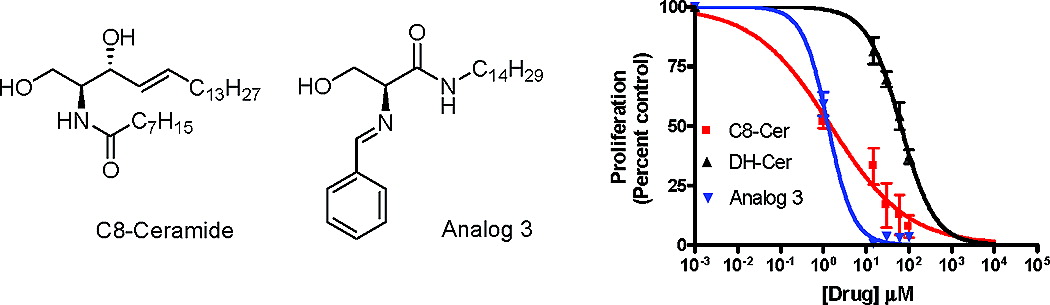 OH
HO
C₁₃H₂₇
HN
C₇H₁₅
O
C8-Ceramide
O
HO
N
H
C₁₄H₂₉
N
Analog 3
Proliferation
(Percent control)
100
75
50
25
0
C8-Cer
DH-Cer
Analog 3
10⁻³ 10⁻² 10⁻¹ 10⁰ 10¹ 10² 10³ 10⁴ 10⁵
[Drug] μM